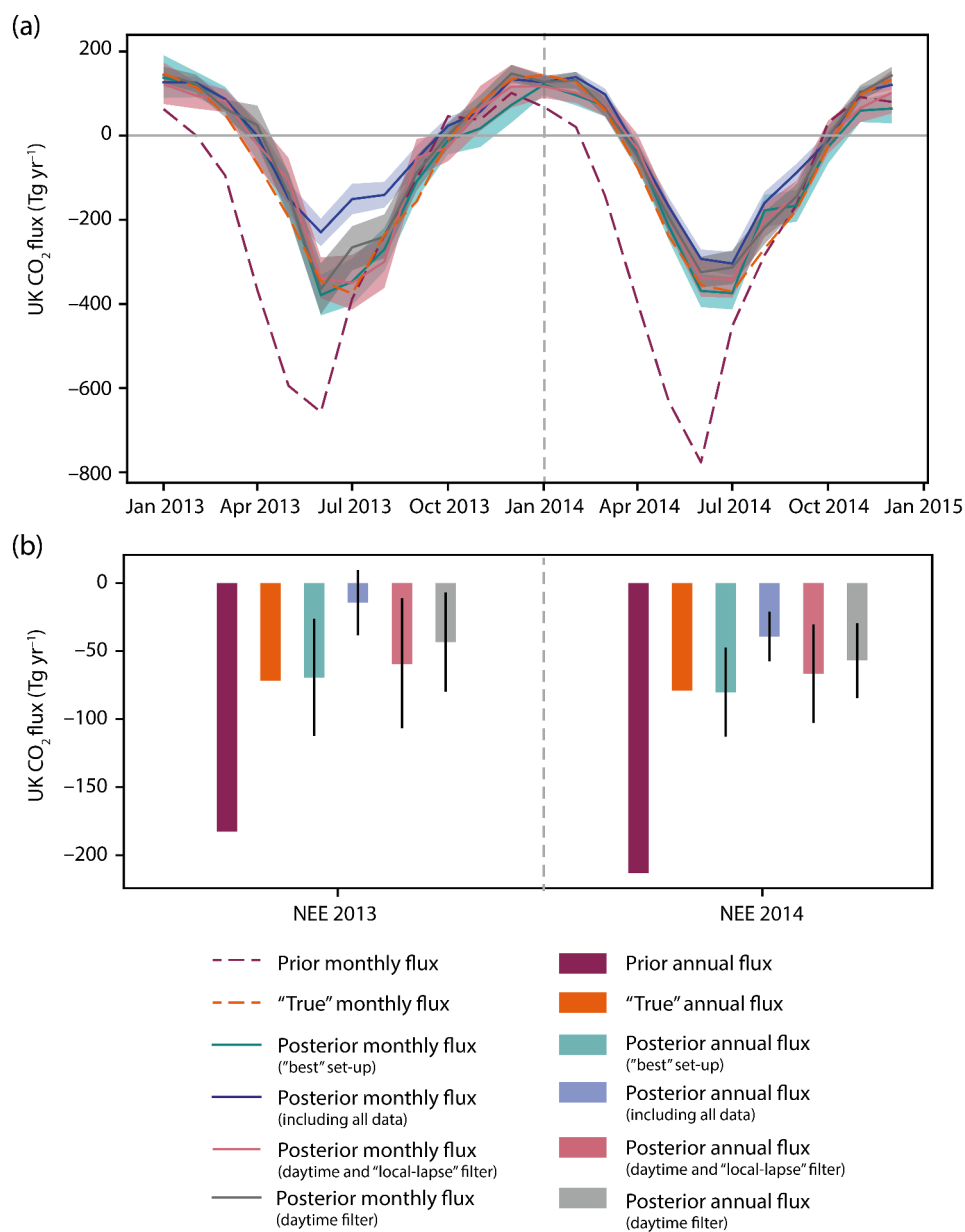 (a)
UK CO₂ flux (Tg yr⁻¹)
200
0
−200
−400
−600
−800
Jan 2013 Apr 2013 Jul 2013 Oct 2013 Jan 2014 Apr 2014 Jul 2014 Oct 2014 Jan 2015
(b)
UK CO₂ flux (Tg yr⁻¹)
0
−50
−100
−150
−200
NEE 2013 NEE 2014
Prior monthly flux
"True" monthly flux
Posterior monthly flux
("best" set-up)
Posterior monthly flux
(including all data)
Posterior monthly flux
(daytime and "local-lapse" filter)
Posterior monthly flux
(daytime filter)
Prior annual flux
"True" annual flux
Posterior annual flux
("best" set-up)
Posterior annual flux
(including all data)
Posterior annual flux
(daytime and "local-lapse" filter)
Posterior annual flux
(daytime filter)